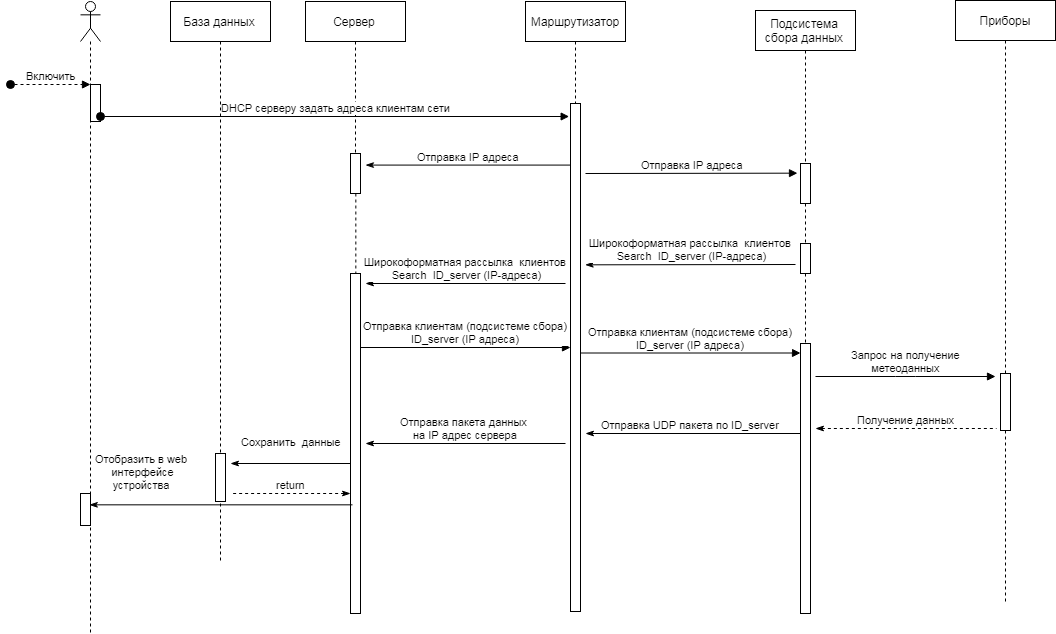 База данных
Сервер
Маршрутизатор
Подсистема
сбора данных
Приборы
Включить
DHCP серверу задать адреса клиентам сети
Отправка IP адреса
Отправка IP адреса
Широкоформатная рассылка клиентов
Search ID_server (IP-адреса)
Широкоформатная рассылка клиентов
Search ID_server (IP-адреса)
Отправка клиентам (подсистеме сбора)
ID_server (IP адреса)
Отправка клиентам (подсистеме сбора)
ID_server (IP адреса)
Запрос на получение
метеоданных
Получение данных
Отправка UDP пакета по ID_server
Отправка пакета данных
на IP адрес сервера
Сохранить данные
return
Отобразить в web
интерфейсе
устройства